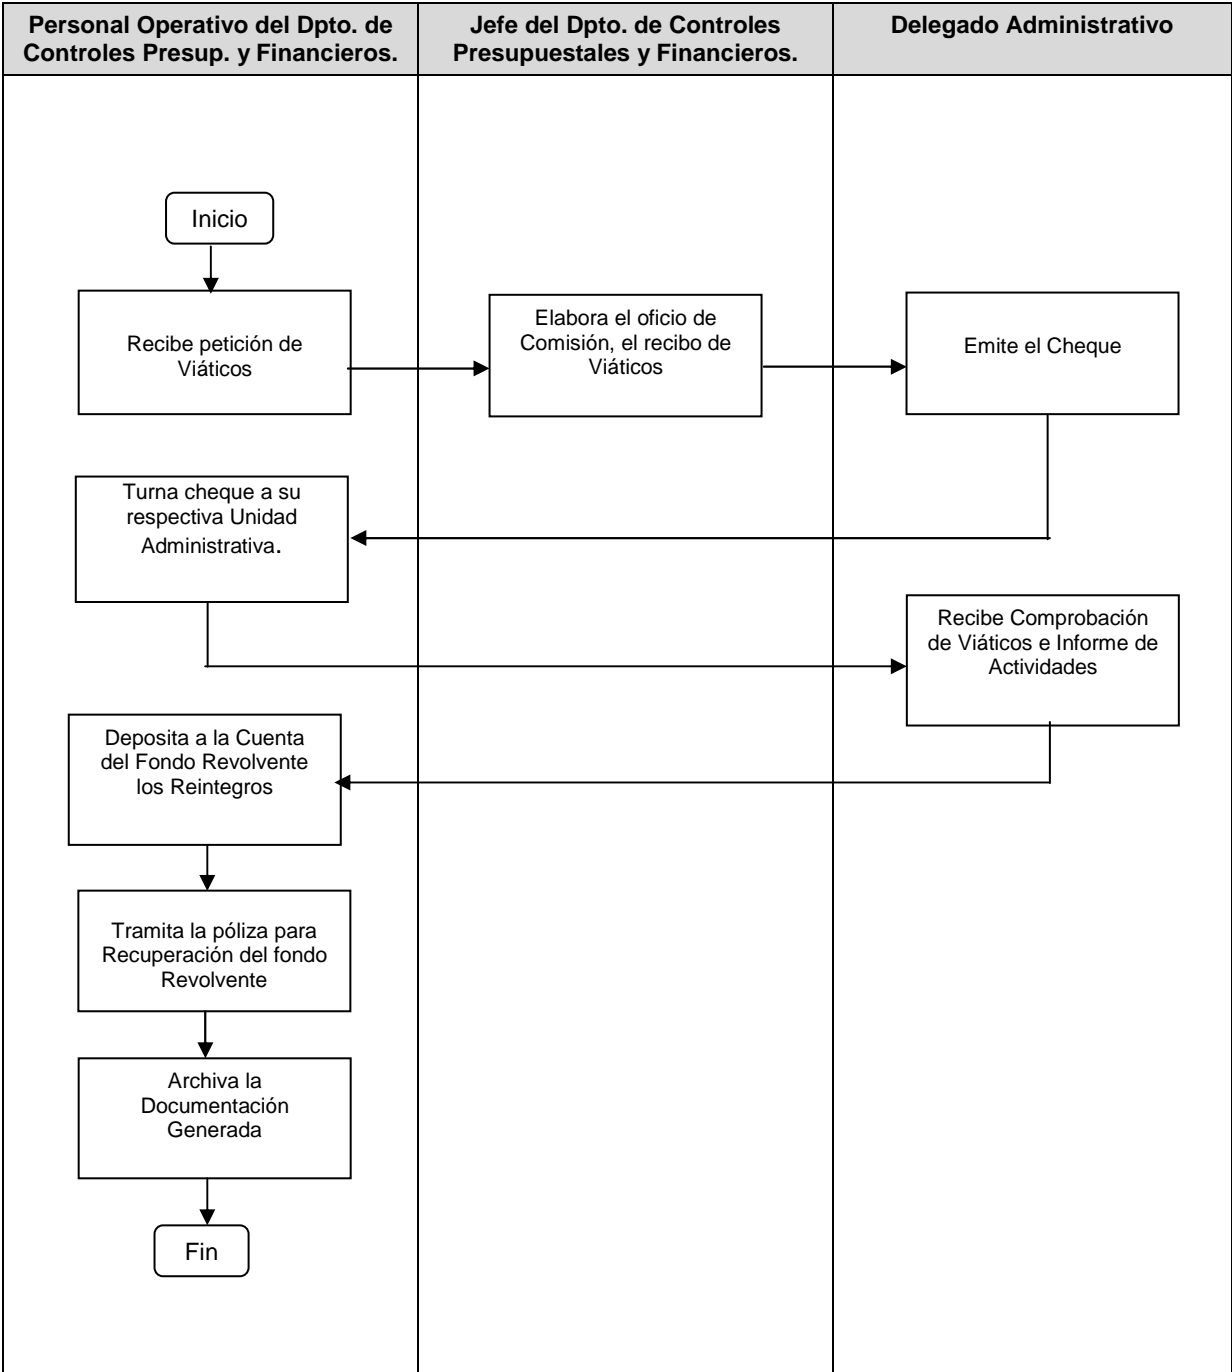 Personal Operativo del Dpto. de
Controles Presup. y Financieros.
Jefe del Dpto. de Controles
Presupuestales y Financieros.
Delegado Administrativo
Inicio
Recibe petición de
Viáticos
Elabora el oficio de
Comisión, el recibo de
Viáticos
Emite el Cheque
Turna cheque a su
respectiva Unidad
Administrativa.
Recibe Comprobación
de Viáticos e Informe de
Actividades
Deposita a la Cuenta
del Fondo Revolvente
los Reintegros
Tramita la póliza para
Recuperación del fondo
Revolvente
Archiva la
Documentación
Generada
Fin